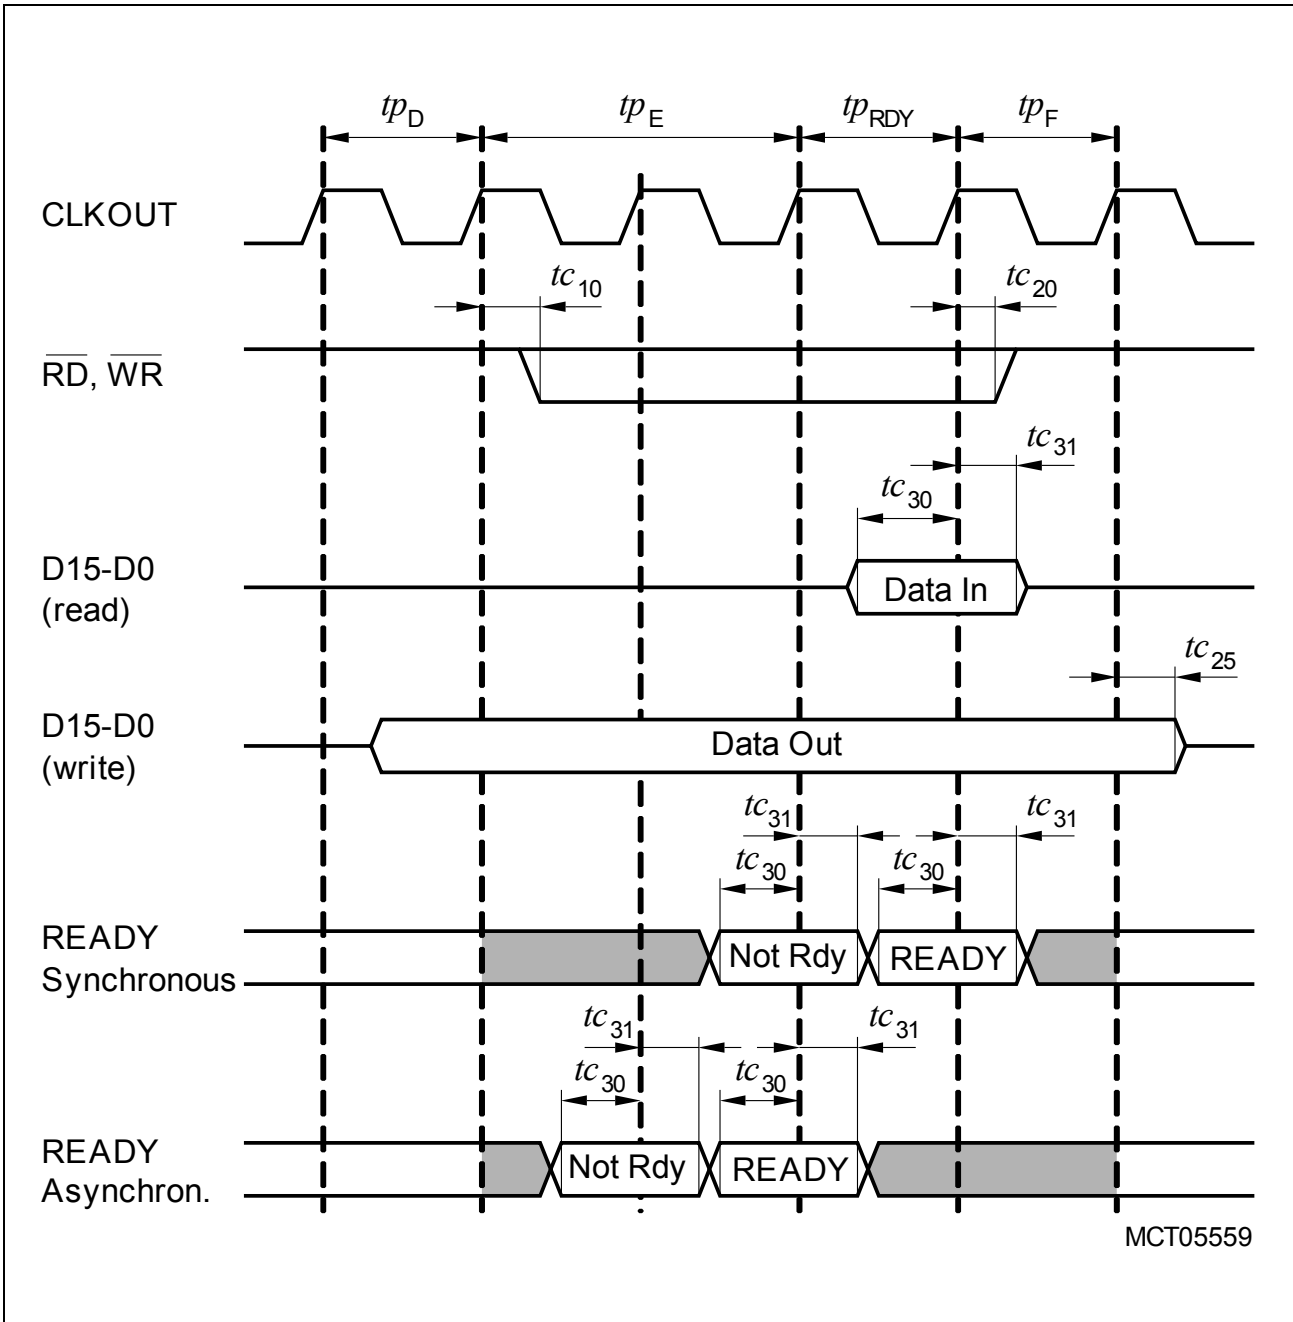 tpD tpE tpRDY tpF
CLKOUT
tc10 tc20
RD, WR
tc31
tc30
D15-D0
(read)
Data In
tc25
D15-D0
(write)
Data Out
tc31 tc31
tc30 tc30
READY
Synchronous
Not Rdy READY
tc31 tc31
tc30 tc30
READY
Asynchron.
Not Rdy READY
MCT05559